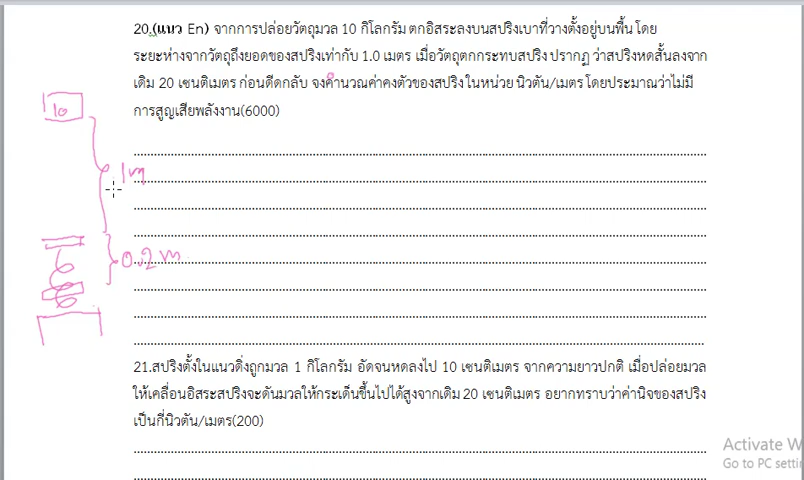 20.(แนว En) จากการปล่อยวัตถุมวล 10 กิโลกรัม ตกอิสระลงบนสปริงเบาที่วางตั้งอยู่บนพื้น โดย
ระยะห่างจากวัตถุถึงยอดของสปริงเท่ากับ 1.0 เมตร เมื่อวัตถุตกกระทบสปริง ปรากฏ ว่าสปริงหดสั้นลงจาก
เดิม 20 เซนติเมตร ก่อนดีดกลับ จงคำนวณค่าคงตัวของสปริง ในหน่วย นิวตัน/เมตร โดยประมาณว่าไม่มี
การสูญเสียพลังงาน(6000)
10
1m
0.2 m
21.สปริงตั้งในแนวดิ่งถูกมวล 1 กิโลกรัม อัดจนหดลงไป 10 เซนติเมตร จากความยาวปกติ เมื่อปล่อยมวล
ให้เคลื่อนอิสระสปริงจะดันมวลให้กระเด็นขึ้นไปได้สูงจากเดิม 20 เซนติเมตร อยากทราบว่าค่านิจของสปริง
เป็นกี่นิวตัน/เมตร(200)
Activate W
Go to PC setti